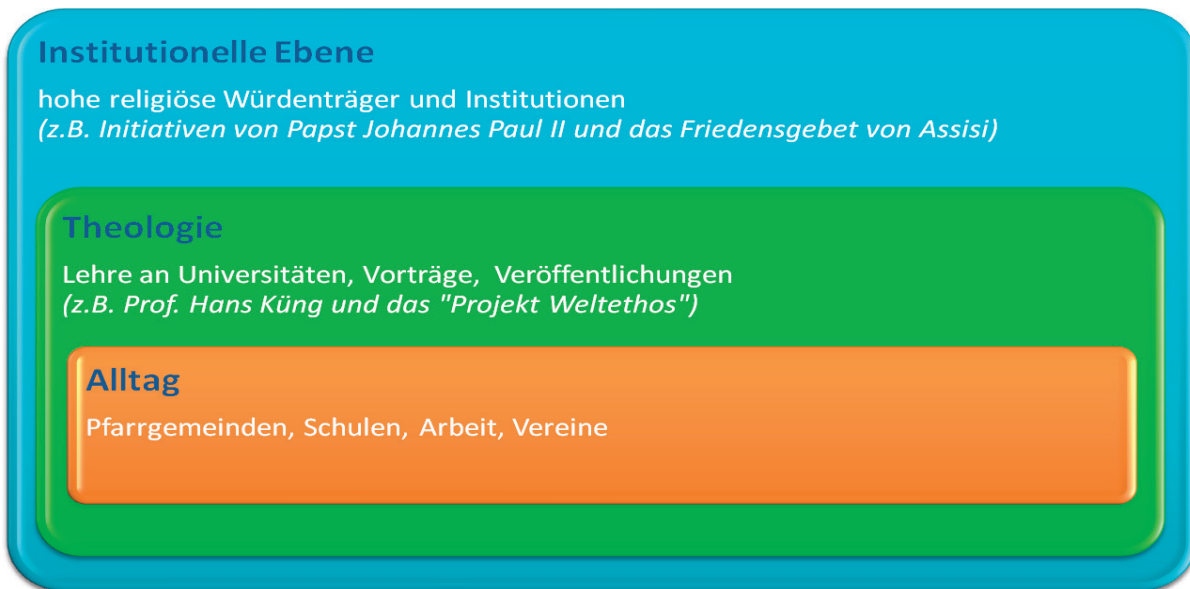 Institutionelle Ebene
hohe religiöse Würdenträger und Institutionen
(z.B. Initiativen von Papst Johannes Paul II und das Friedensgebet von Assisi)
Theologie
Lehre an Universitäten, Vorträge, Veröffentlichungen
(z.B. Prof. Hans Küng und das "Projekt Weltethos")
Alltag
Pfarrgemeinden, Schulen, Arbeit, Vereine